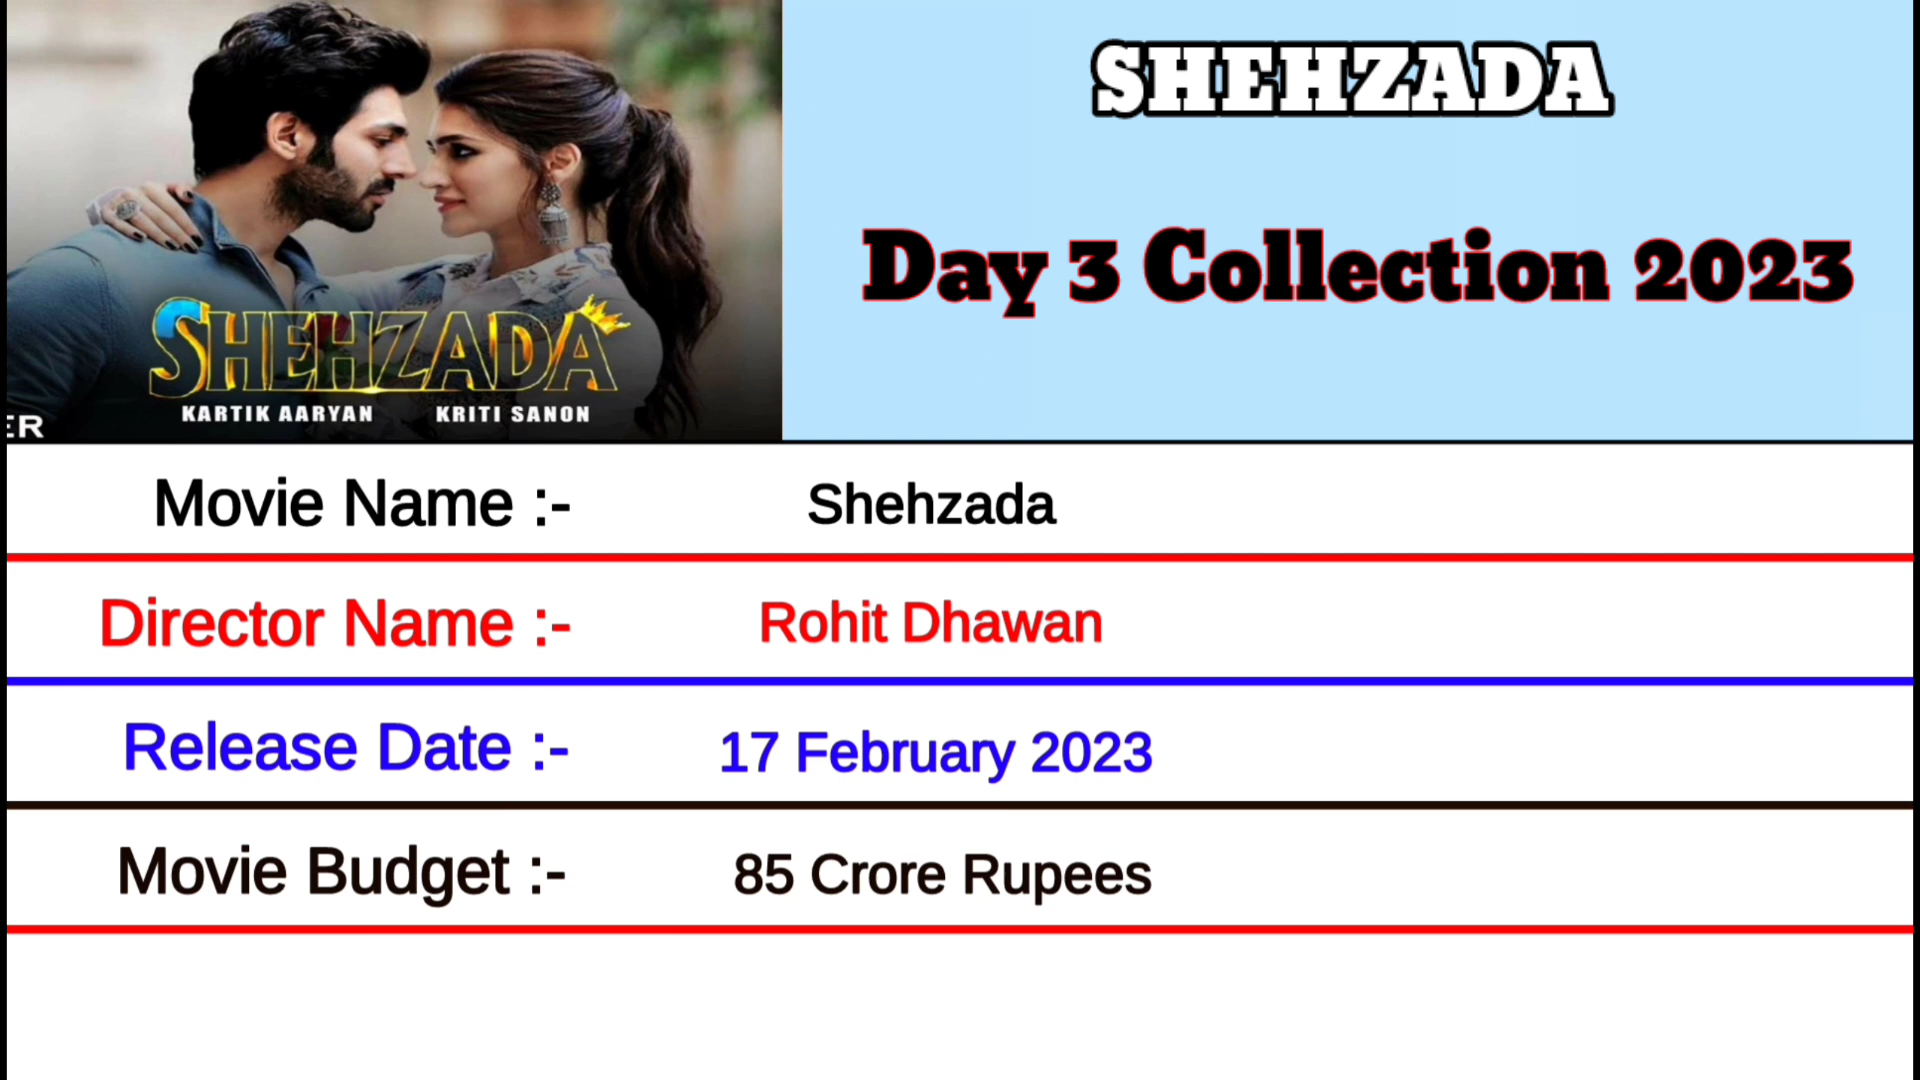 SHEHZADA
Day 3 Collection 2023
SHEHZADA
KARTIK AARYAN KRITI SANON
ER
Movie Name :- Shehzada
Director Name :- Rohit Dhawan
Release Date :- 17 February 2023
Movie Budget :- 85 Crore Rupees